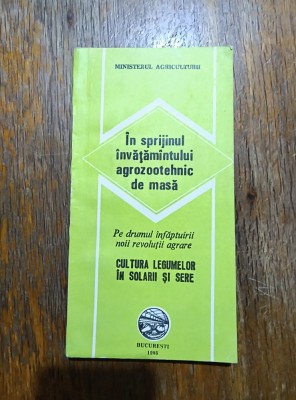 MINISTERUL AGRICULTURII
În sprijinul
învățămîntului
agrozootehnic
de masă
Pe drumul înfăptuirii
noii revoluții agrare
CULTURA LEGUMELOR
ÎN SOLARII ȘI SERE
BUCUREȘTI